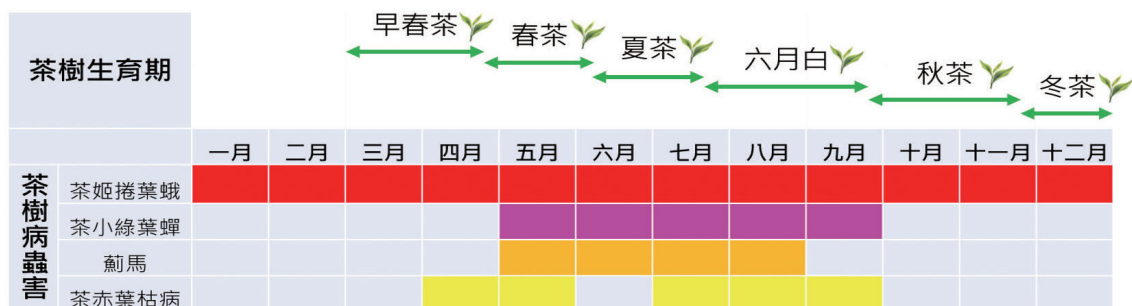 茶樹生育期
早春茶
春茶
夏茶
六月白
秋茶
冬茶
一月 二月 三月 四月 五月 六月 七月 八月 九月 十月 十一月 十二月
茶樹病蟲害
茶姬捲葉蛾
茶小綠葉蟬
薊馬
茶赤葉枯病